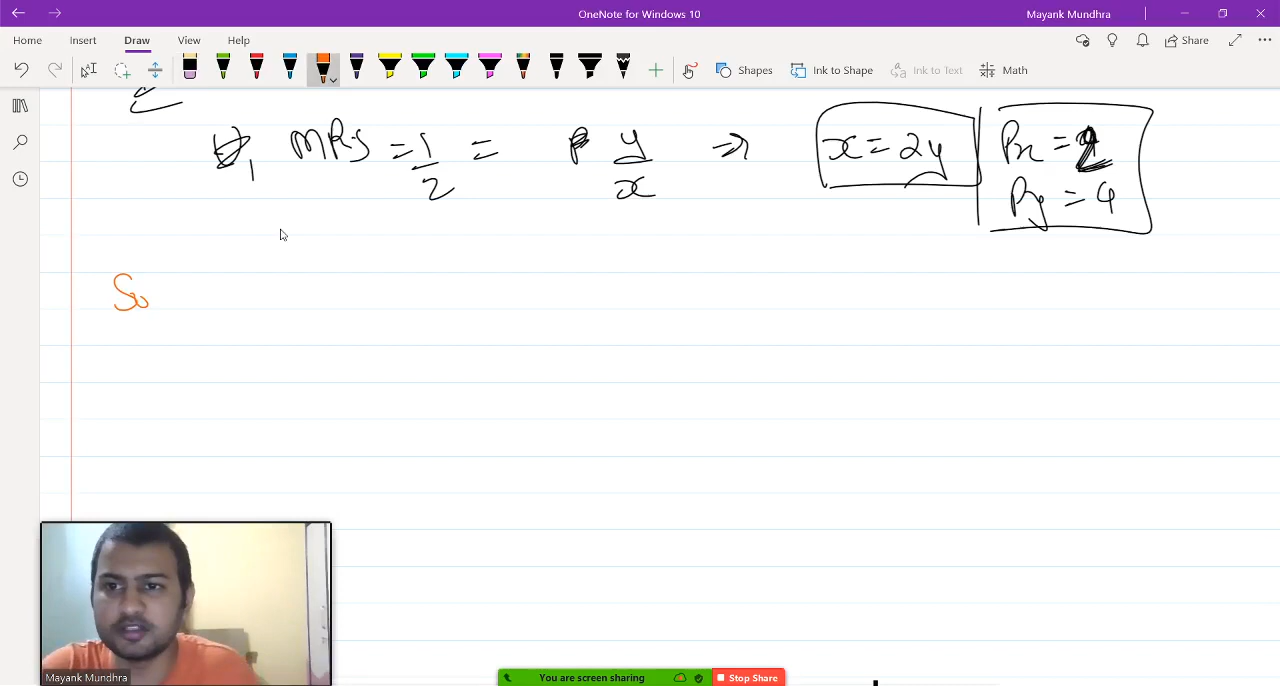 OneNote for Windows 10
Mayank Mundhra
Home Insert Draw View Help
Share
Shapes Ink to Shape Ink to Text Math
MRS = 1/2 = y/x ⇒ x = 2y
Px =
Py = 4
So
Mayank Mundhra
You are screen sharing Stop Share